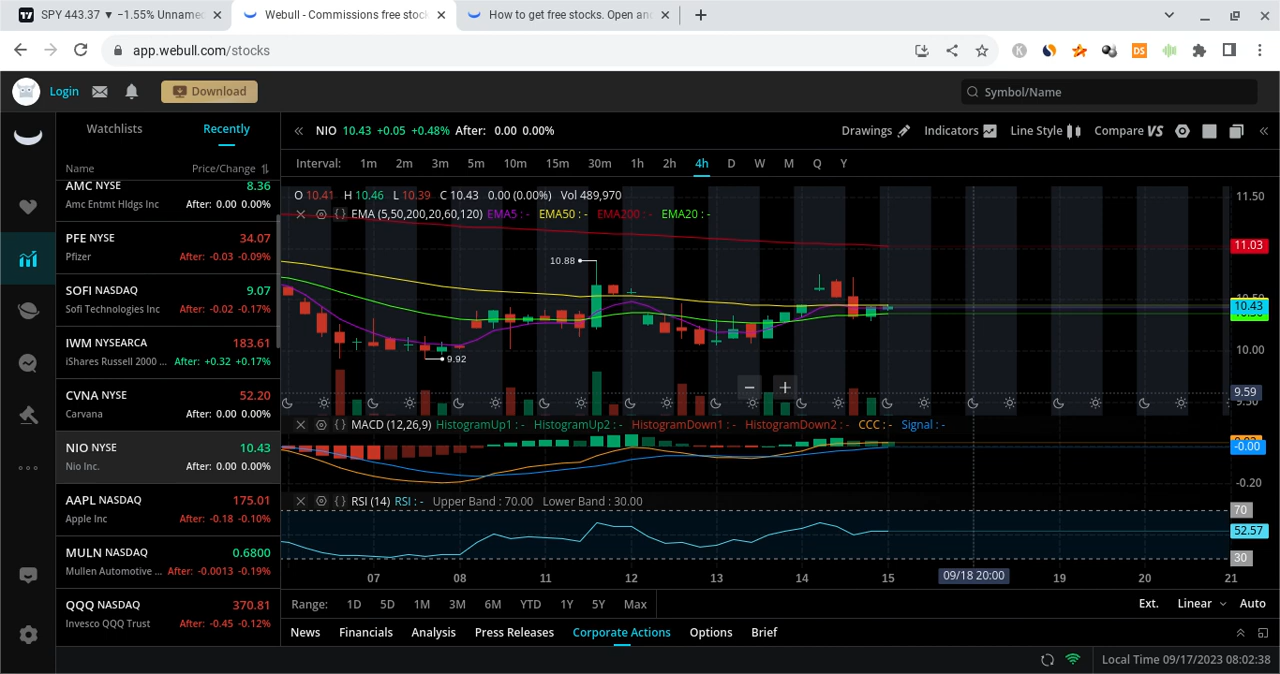 SPY 443.37 ▼ −1.55% Unnamed
Webull - Commissions free stock
How to get free stocks. Open an
app.webull.com/stocks
Login
Download
Symbol/Name
Watchlists
Recently
Name
Price/Change
AMC NYSE 8.36
Amc Entmt Hldgs Inc After: 0.00 0.00%
PFE NYSE 34.07
Pfizer After: -0.03 -0.09%
SOFI NASDAQ 9.07
Sofi Technologies Inc After: -0.02 -0.17%
IWM NYSEARCA 183.61
iShares Russell 2000 ... After: +0.32 +0.17%
CVNA NYSE 52.20
Carvana After: 0.00 0.00%
NIO NYSE 10.43
Nio Inc. After: 0.00 0.00%
AAPL NASDAQ 175.01
Apple Inc After: -0.18 -0.10%
MULN NASDAQ 0.6800
Mullen Automotive ... After: -0.0013 -0.19%
QQQ NASDAQ 370.81
Invesco QQQ Trust After: -0.45 -0.12%
NIO 10.43 +0.05 +0.48% After: 0.00 0.00%
Drawings Indicators Line Style Compare VS
Interval: 1m 2m 3m 5m 10m 15m 30m 1h 2h 4h D W M Q Y
O 10.41 H 10.46 L 10.39 C 10.43 0.00 (0.00%) Vol 489,970
EMA (5,50,200,20,60,120) EMA5 : - EMA50 : - EMA200 : - EMA20 : -
11.50
11.03
10.88
10.43
10.00
9.92
9.59
MACD (12,26,9) HistogramUp1 : - HistogramUp2 : - HistogramDown1 : - HistogramDown2 : - CCC : - Signal : -
-0.00
-0.20
RSI (14) RSI : - Upper Band : 70.00 Lower Band : 30.00
70
52.57
30
07 08 11 12 13 14 15 09/18 20:00 19 20 21
Range: 1D 5D 1M 3M 6M YTD 1Y 5Y Max
Ext. Linear Auto
News Financials Analysis Press Releases Corporate Actions Options Brief
Local Time 09/17/2023 08:02:38